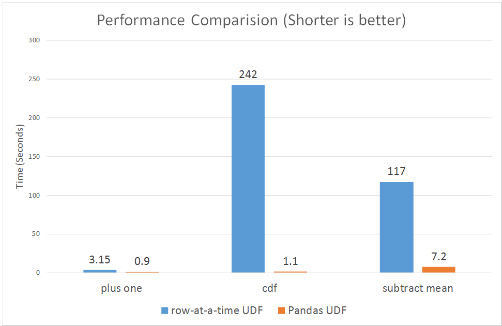 Performance Comparision (Shorter is better)
Time (Seconds)
300
250
200
150
100
50
0
3.15
0.9
242
1.1
117
7.2
plus one
cdf
subtract mean
row-at-a-time UDF
Pandas UDF